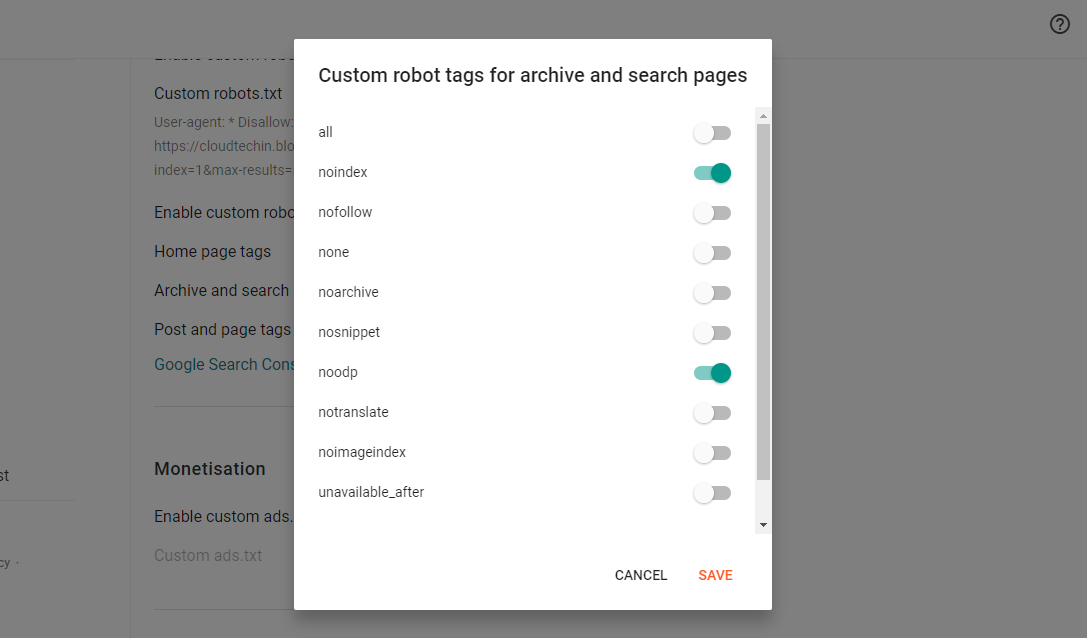 Custom robot tags for archive and search pages
all
noindex
nofollow
none
noarchive
nosnippet
noodp
notranslate
noimageindex
unavailable_after
CANCEL SAVE
Enable custom robo
Custom robots.txt
User-agent: * Disallow:
https://cloudtechin.blo
index=1&max-results=
Enable custom robo
Home page tags
Archive and search
Post and page tags
Google Search Cons
Monetisation
Enable custom ads.
Custom ads.txt
st
cy ·